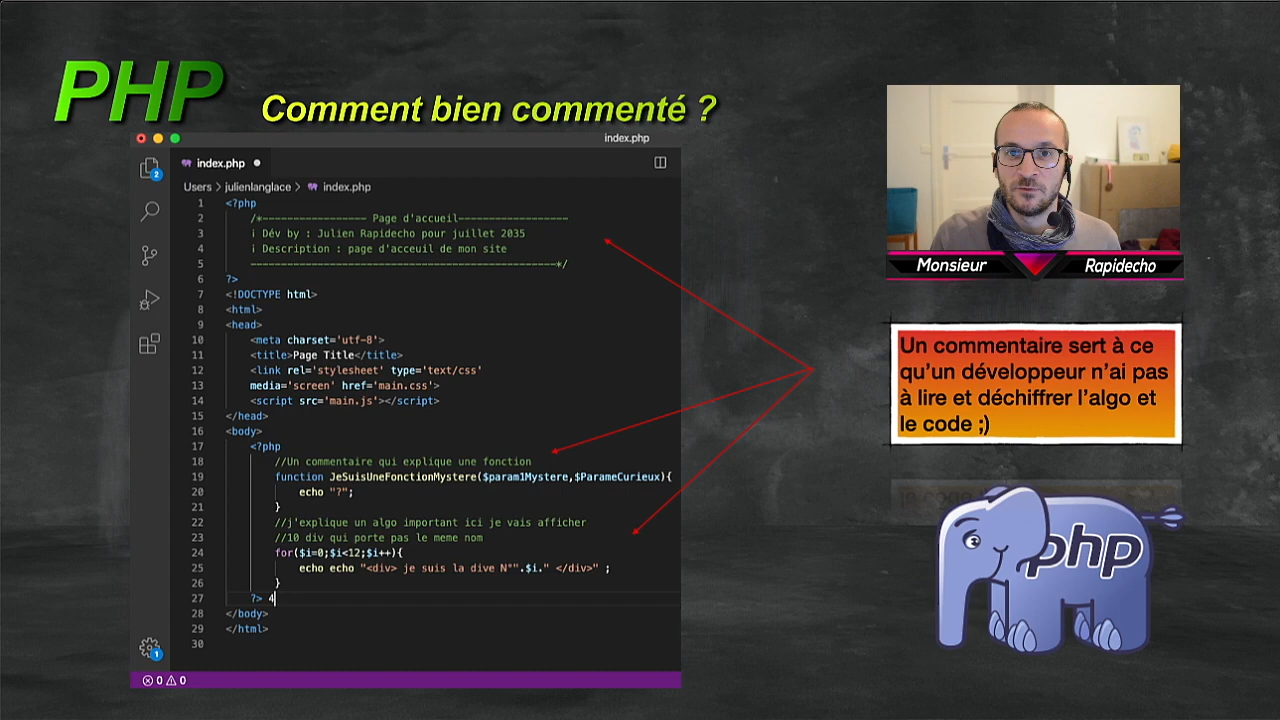 PHP
Comment bien commenté ?
index.php
index.php
2
Users > julienlanglace > index.php
1 <?php
2 /*----------------- Page d'accueil------------------
3 ¡ Dév by : Julien Rapidecho pour juillet 2035
4 ¡ Description : page d'acceuil de mon site
5 --------------------------------------------------*/
6 ?>
7 <!DOCTYPE html>
8 <html>
9 <head>
10 <meta charset='utf-8'>
11 <title>Page Title</title>
12 <link rel='stylesheet' type='text/css'
13 media='screen' href='main.css'>
14 <script src='main.js'></script>
15 </head>
16 <body>
17 <?php
18 //Un commentaire qui explique une fonction
19 function JeSuisUneFonctionMystere($param1Mystere,$ParameCurieux){
20 echo "?";
21 }
22 //j'explique un algo important ici je vais afficher
23 //10 div qui porte pas le meme nom
24 for($i=0;$i<12;$i++){
25 echo echo "<div> je suis la dive N°".$i." </div>" ;
26 }
27 ?> 4
28 </body>
29 </html>
30
1
0 0
Monsieur Rapidecho
Un commentaire sert à ce
qu'un développeur n'ai pas
à lire et déchiffrer l'algo et
le code ;)
php